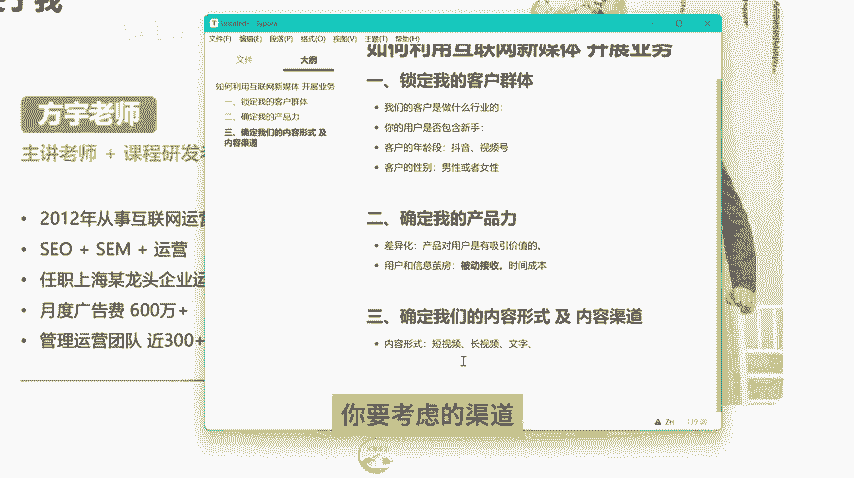 于我
方宇老师
主讲老师 + 课程研发
• 2012年从事互联网运营
• SEO + SEM + 运营
• 任职上海某龙头企业运
• 月度广告费 600万+
• 管理运营团队 近300+
文件(F) 编辑(E) 段落(P) 格式(O) 视图(V) 主题(T) 帮助(H)
文件 大纲
如何利用互联网新媒体 开展业务
一、锁定我的客户群体
二、确定我的产品力
三、确定我们的内容形式 及
内容渠道
如何利用互联网新媒体 开展业务
一、锁定我的客户群体
• 我们的客户是做什么行业的:
• 你的用户是否包含新手:
• 客户的年龄段：抖音、视频号
• 客户的性别：男性或者女性
二、确定我的产品力
• 差异化：产品对用户是有吸引价值的,
• 用户和信息茧房：被动接收，时间成本
三、确定我们的内容形式 及 内容渠道
• 内容形式：短视频、长视频、文字、
你要考虑的渠道